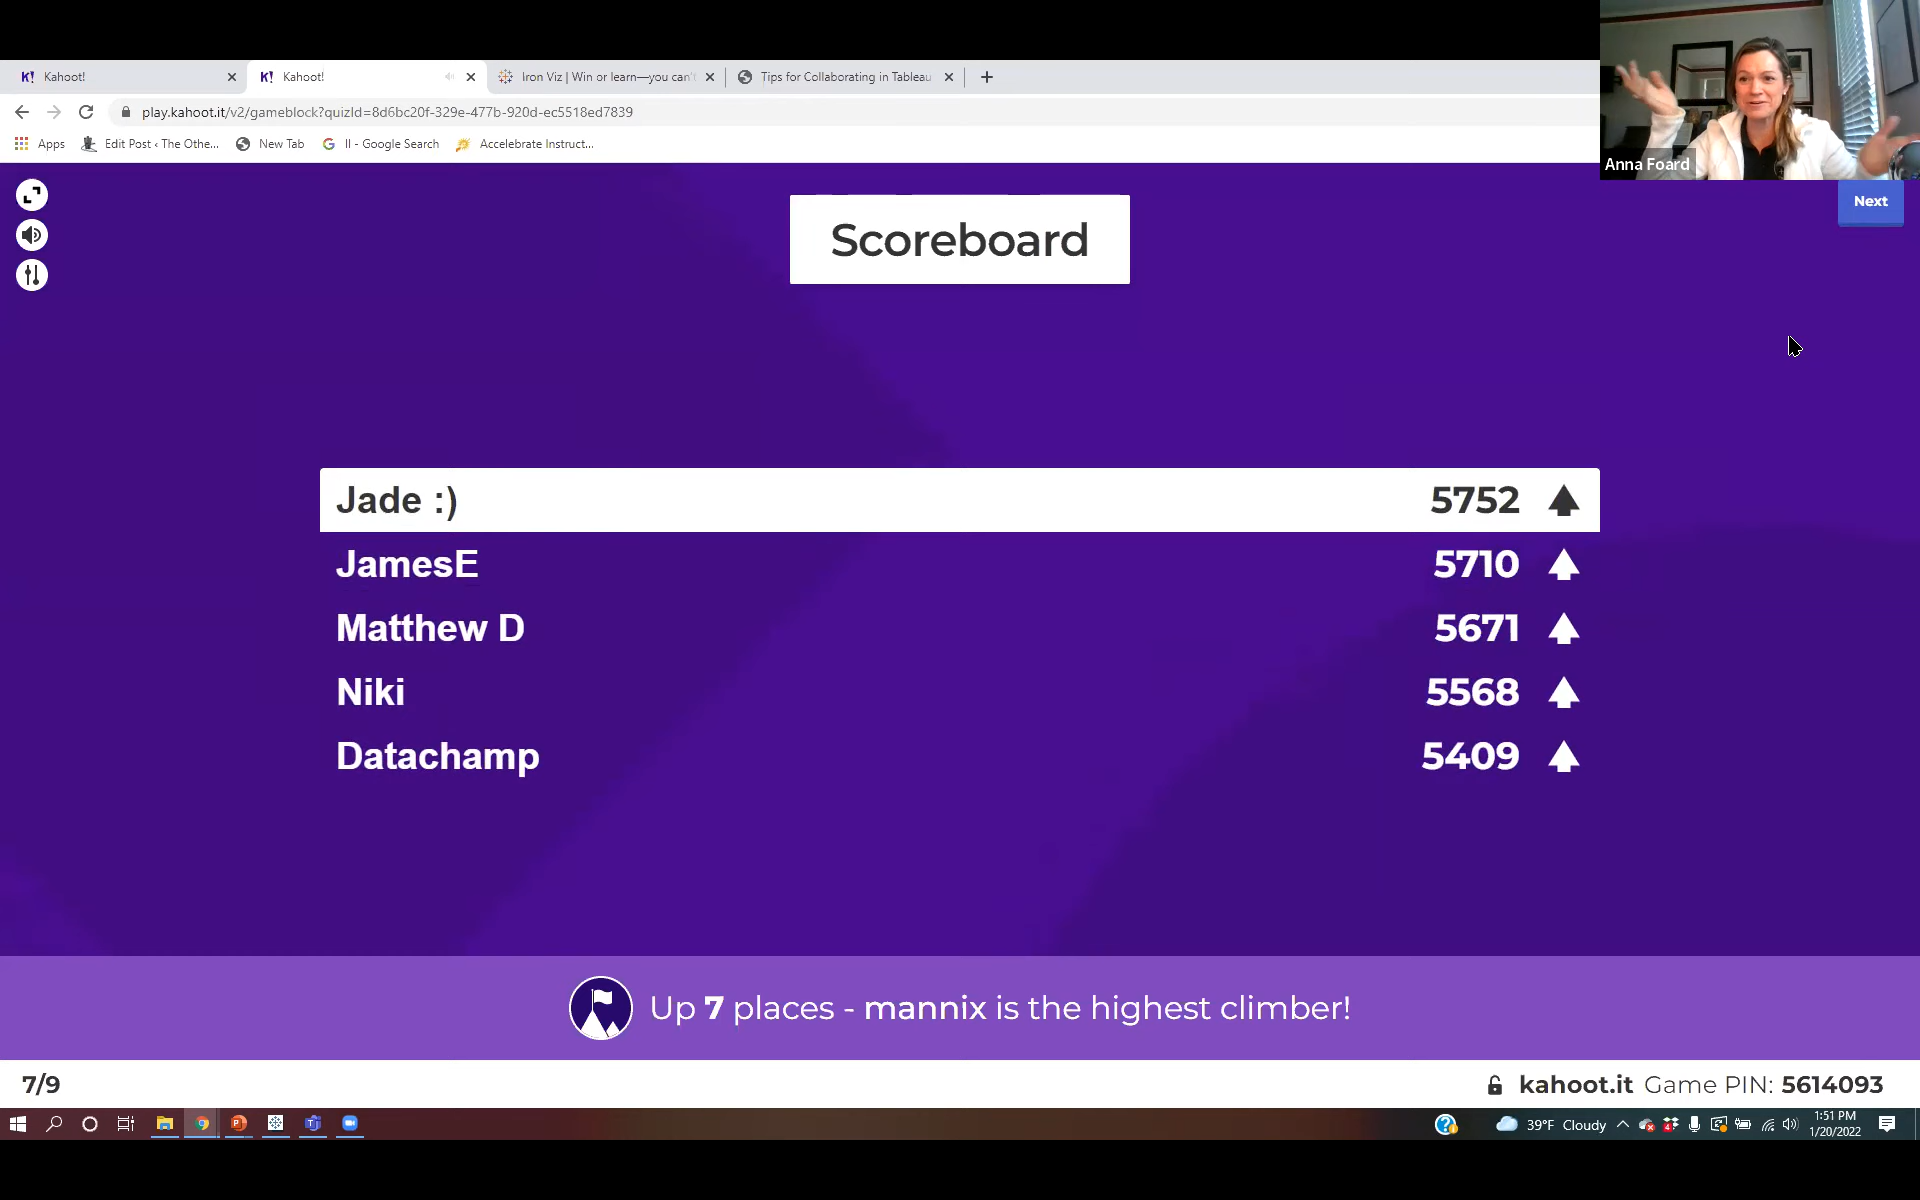 K! Kahoot!
K! Kahoot!
Iron Viz | Win or learn—you can't
Tips for Collaborating in Tableau
play.kahoot.it/v2/gameblock?quizId=8d6bc20f-329e-477b-920d-ec5518ed7839
Apps
Edit Post ‹ The Othe...
New Tab
II - Google Search
Accelebrate Instruct...
Anna Foard
Next
Scoreboard
Jade :) 5752
JamesE 5710
Matthew D 5671
Niki 5568
Datachamp 5409
Up 7 places - mannix is the highest climber!
7/9
kahoot.it Game PIN: 5614093
39°F Cloudy
1:51 PM
1/20/2022